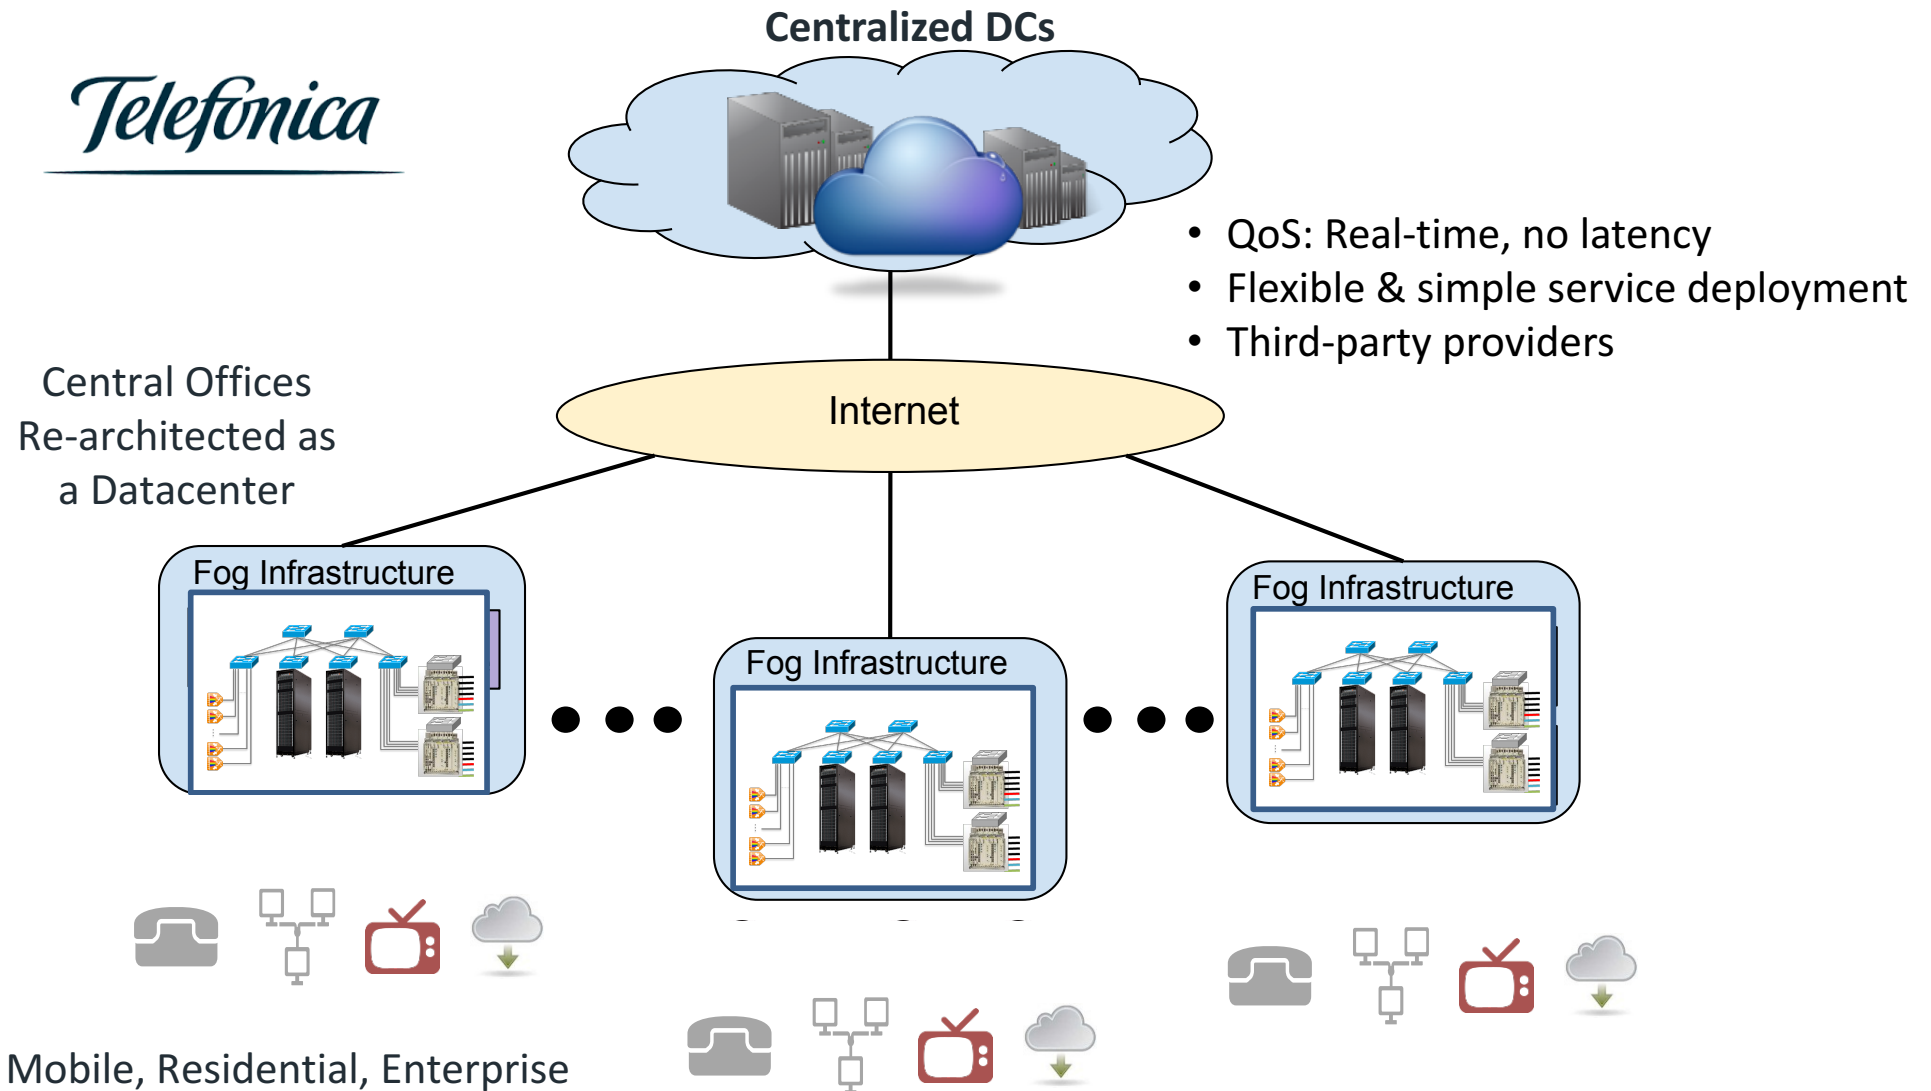 Centralized DCs
Telefonica
• QoS: Real-time, no latency
• Flexible & simple service deployment
• Third-party providers
Central Offices
Re-architected as
a Datacenter
Internet
Fog Infrastructure
Fog Infrastructure
Fog Infrastructure
Mobile, Residential, Enterprise